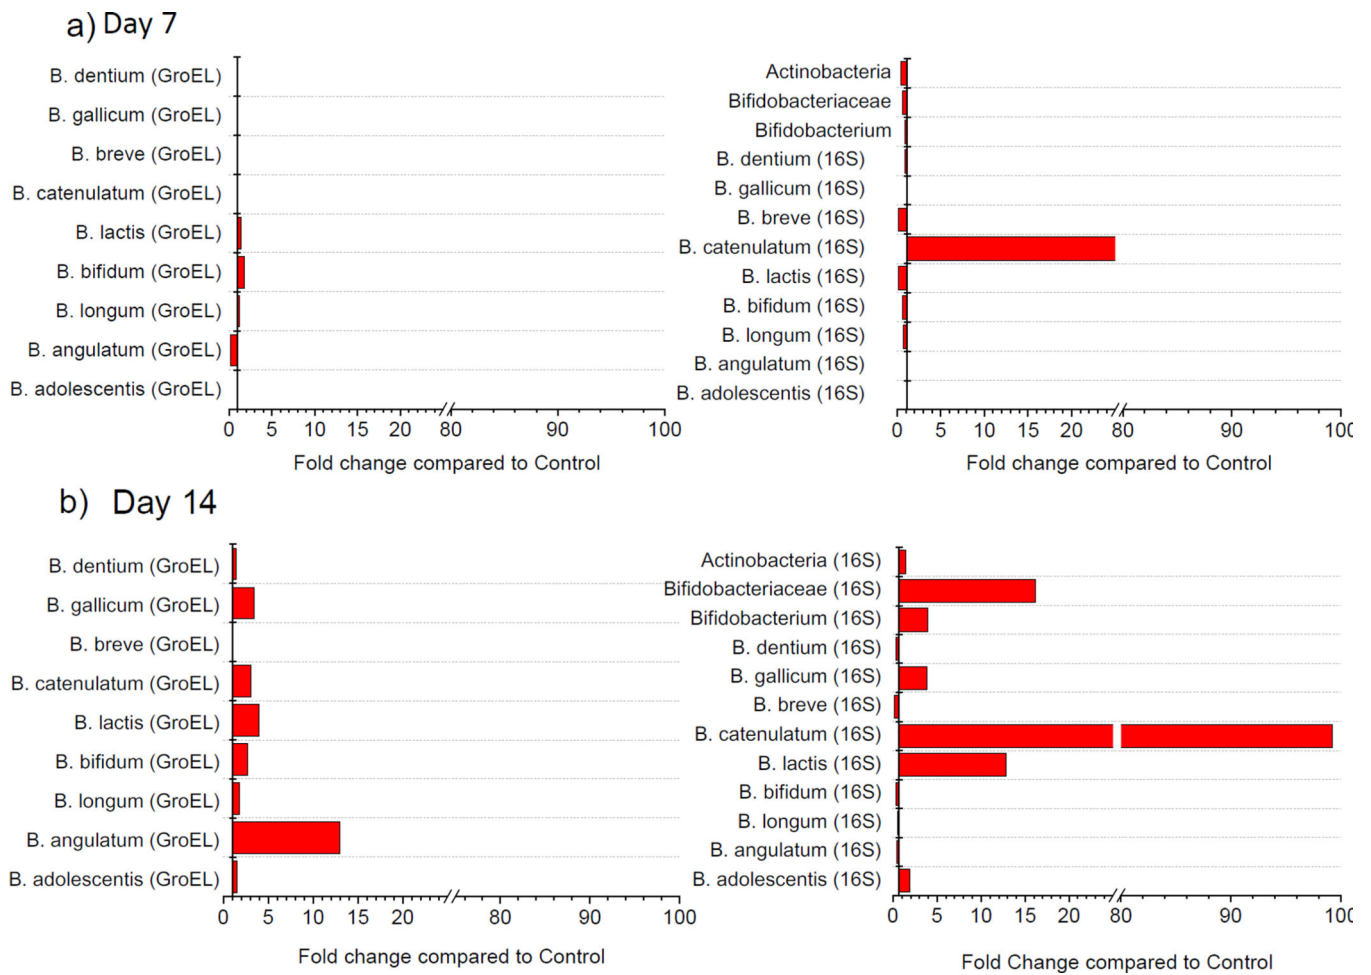 a) Day 7
B. dentium (GroEL)
B. gallicum (GroEL)
B. breve (GroEL)
B. catenulatum (GroEL)
B. lactis (GroEL)
B. bifidum (GroEL)
B. longum (GroEL)
B. angulatum (GroEL)
B. adolescentis (GroEL)
0 5 10 15 20 80 90 100
Fold change compared to Control
Actinobacteria
Bifidobacteriaceae
Bifidobacterium
B. dentium (16S)
B. gallicum (16S)
B. breve (16S)
B. catenulatum (16S)
B. lactis (16S)
B. bifidum (16S)
B. longum (16S)
B. angulatum (16S)
B. adolescentis (16S)
0 5 10 15 20 80 90 100
Fold change compared to Control
b) Day 14
B. dentium (GroEL)
B. gallicum (GroEL)
B. breve (GroEL)
B. catenulatum (GroEL)
B. lactis (GroEL)
B. bifidum (GroEL)
B. longum (GroEL)
B. angulatum (GroEL)
B. adolescentis (GroEL)
0 5 10 15 20 80 90 100
Fold change compared to Control
Actinobacteria (16S)
Bifidobacteriaceae (16S)
Bifidobacterium (16S)
B. dentium (16S)
B. gallicum (16S)
B. breve (16S)
B. catenulatum (16S)
B. lactis (16S)
B. bifidum (16S)
B. longum (16S)
B. angulatum (16S)
B. adolescentis (16S)
0 5 10 15 20 80 90 100
Fold Change compared to Control